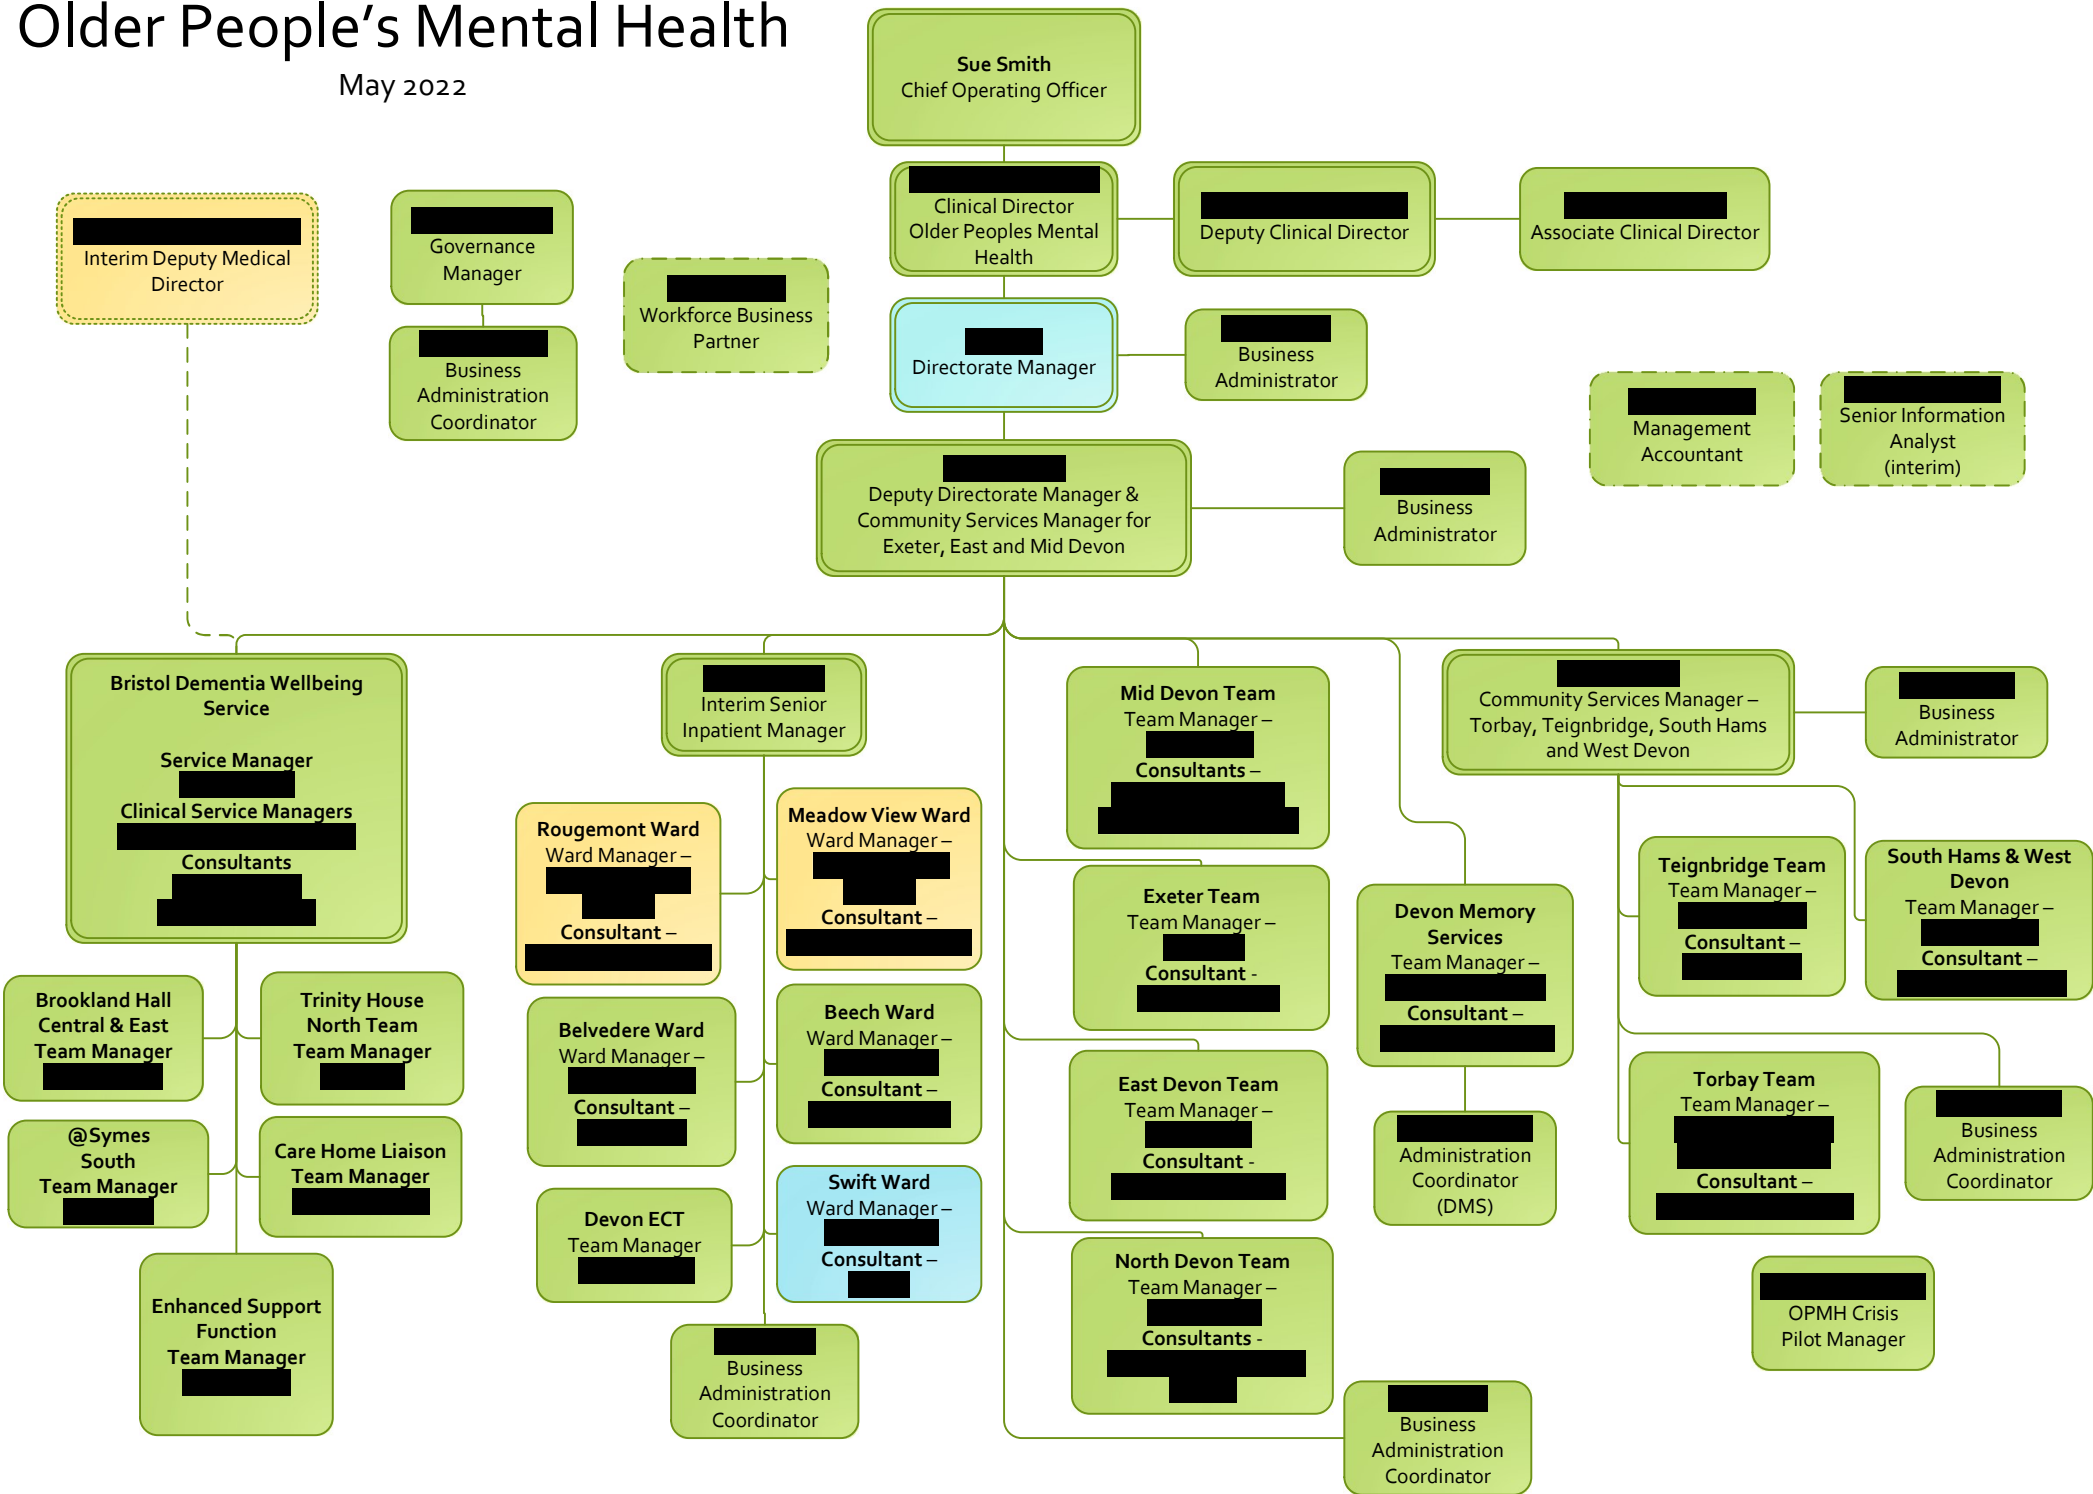 Older People's Mental Health
May 2022
Sue Smith
Chief Operating Officer
Clinical Director
Older Peoples Mental
Health
Deputy Clinical Director
Associate Clinical Director
Interim Deputy Medical
Director
Governance
Manager
Business
Administration
Coordinator
Workforce Business
Partner
Directorate Manager
Business
Administrator
Management
Accountant
Senior Information
Analyst
(interim)
Deputy Directorate Manager &
Community Services Manager for
Exeter, East and Mid Devon
Business
Administrator
Bristol Dementia Wellbeing
Service
Service Manager
Clinical Service Managers
Consultants
Brookland Hall
Central & East
Team Manager
Trinity House
North Team
Team Manager
@Symes
South
Team Manager
Care Home Liaison
Team Manager
Enhanced Support
Function
Team Manager
Interim Senior
Inpatient Manager
Rougemont Ward
Ward Manager –
Consultant –
Meadow View Ward
Ward Manager –
Consultant –
Belvedere Ward
Ward Manager –
Consultant –
Beech Ward
Ward Manager –
Consultant –
Devon ECT
Team Manager
Swift Ward
Ward Manager –
Consultant –
Business
Administration
Coordinator
Mid Devon Team
Team Manager –
Consultants –
Exeter Team
Team Manager –
Consultant -
East Devon Team
Team Manager –
Consultant -
North Devon Team
Team Manager –
Consultants -
Business
Administration
Coordinator
Devon Memory
Services
Team Manager –
Consultant –
Administration
Coordinator
(DMS)
Community Services Manager –
Torbay, Teignbridge, South Hams
and West Devon
Business
Administrator
Teignbridge Team
Team Manager –
Consultant –
South Hams & West
Devon
Team Manager –
Consultant –
Torbay Team
Team Manager –
Consultant –
Business
Administration
Coordinator
OPMH Crisis
Pilot Manager